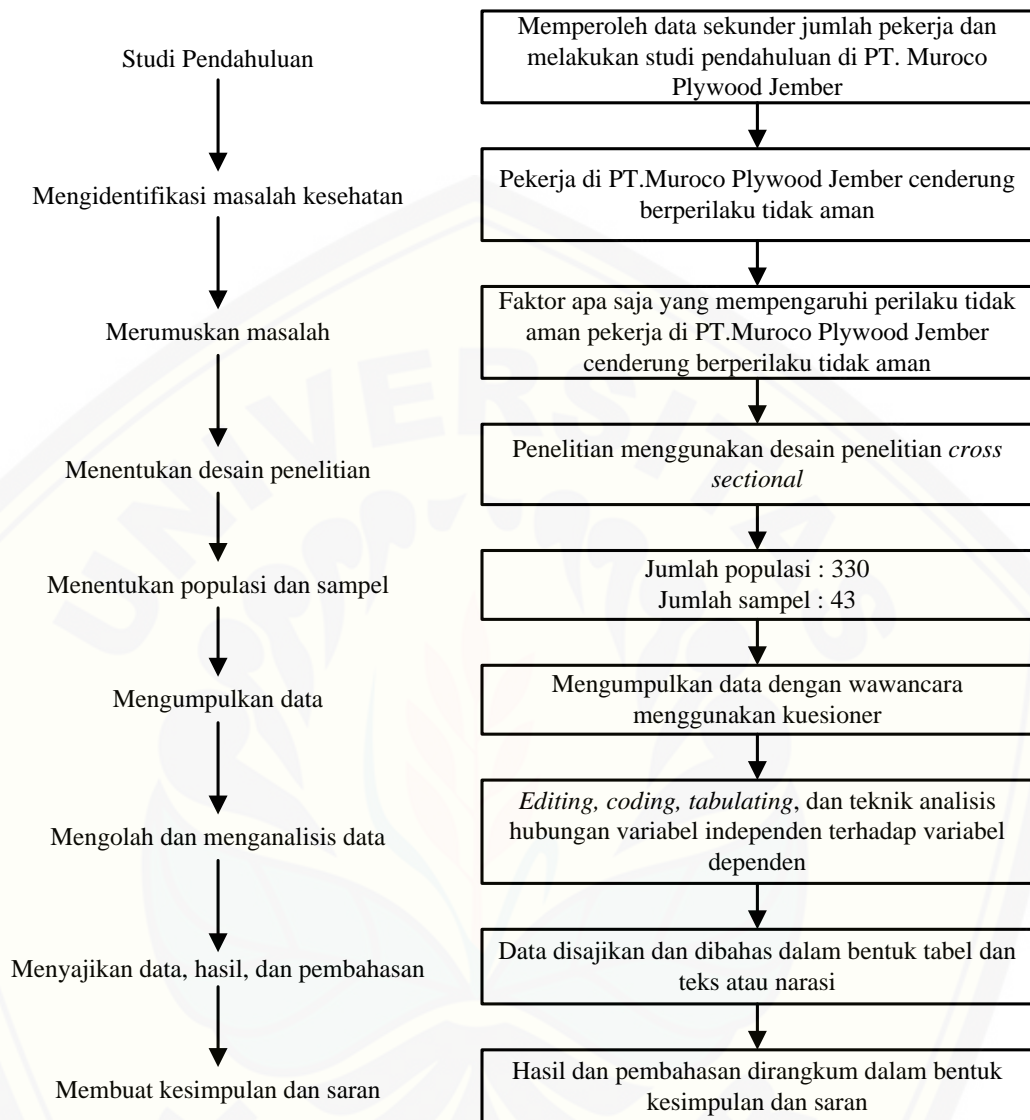 Studi Pendahuluan
Memperoleh data sekunder jumlah pekerja dan
melakukan studi pendahuluan di PT. Muroco
Plywood Jember
Mengidentifikasi masalah kesehatan
Pekerja di PT.Muroco Plywood Jember cenderung
berperilaku tidak aman
Merumuskan masalah
Faktor apa saja yang mempengaruhi perilaku tidak
aman pekerja di PT.Muroco Plywood Jember
cenderung berperilaku tidak aman
Menentukan desain penelitian
Penelitian menggunakan desain penelitian cross
sectional
Menentukan populasi dan sampel
Jumlah populasi : 330
Jumlah sampel : 43
Mengumpulkan data
Mengumpulkan data dengan wawancara
menggunakan kuesioner
Mengolah dan menganalisis data
Editing, coding, tabulating, dan teknik analisis
hubungan variabel independen terhadap variabel
dependen
Menyajikan data, hasil, dan pembahasan
Data disajikan dan dibahas dalam bentuk tabel dan
teks atau narasi
Membuat kesimpulan dan saran
Hasil dan pembahasan dirangkum dalam bentuk
kesimpulan dan saran
UNIVERSITAS